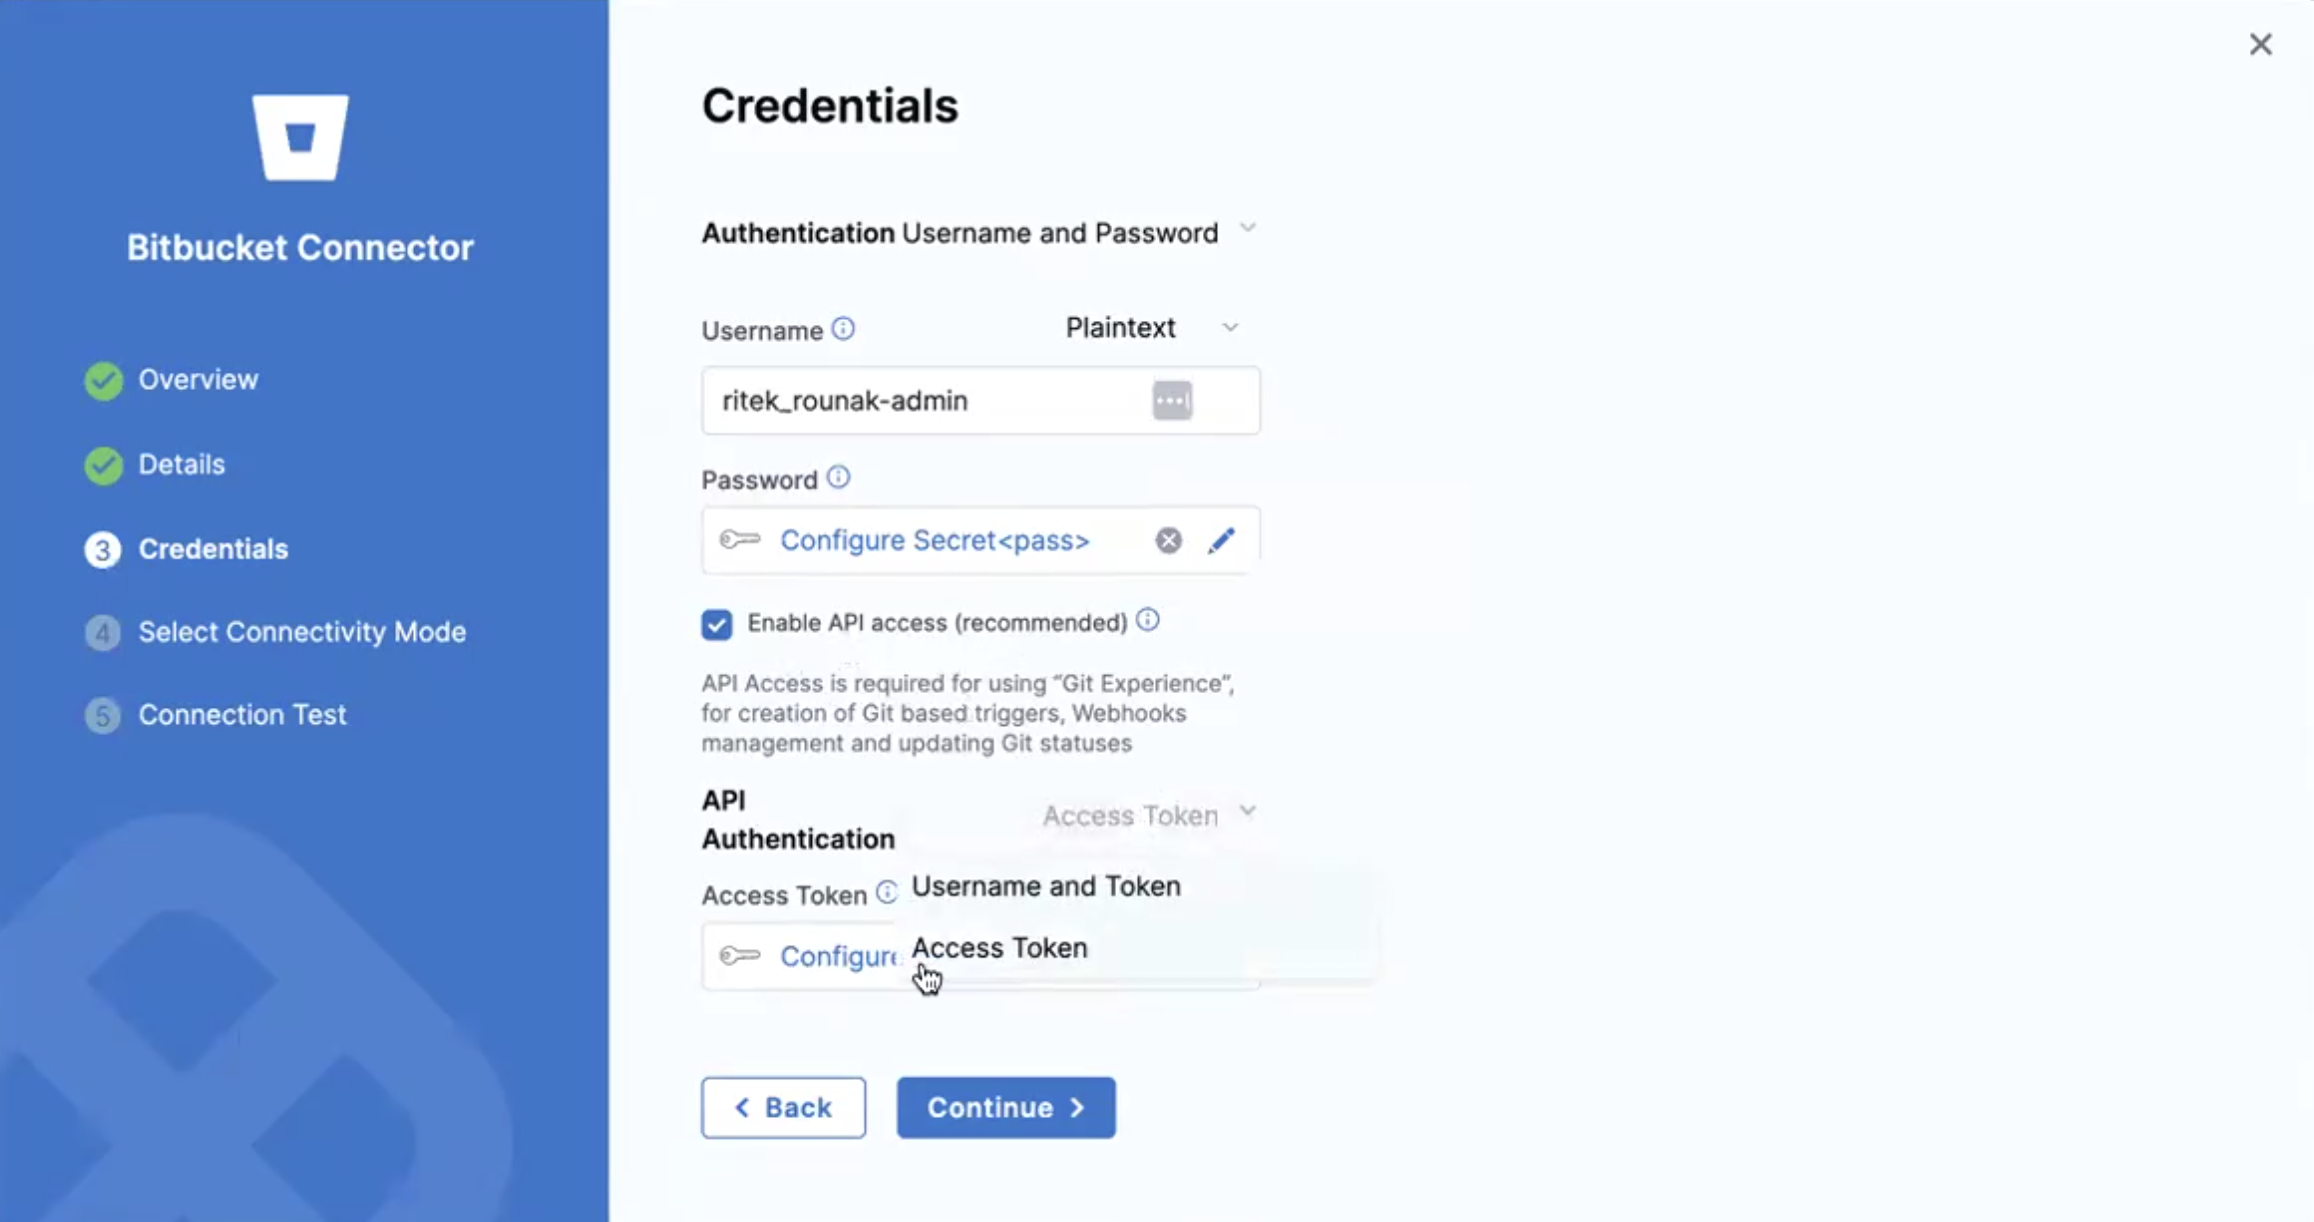 Bitbucket Connector
Overview
Details
3 Credentials
4 Select Connectivity Mode
5 Connection Test
Credentials
Authentication Username and Password
Username Plaintext
ritek_rounak-admin
Password
Configure Secret<pass>
Enable API access (recommended)
API Access is required for using “Git Experience”,
for creation of Git based triggers, Webhooks
management and updating Git statuses
API
Authentication
Access Token
Access Token
Username and Token
Configure
Access Token
Back
Continue